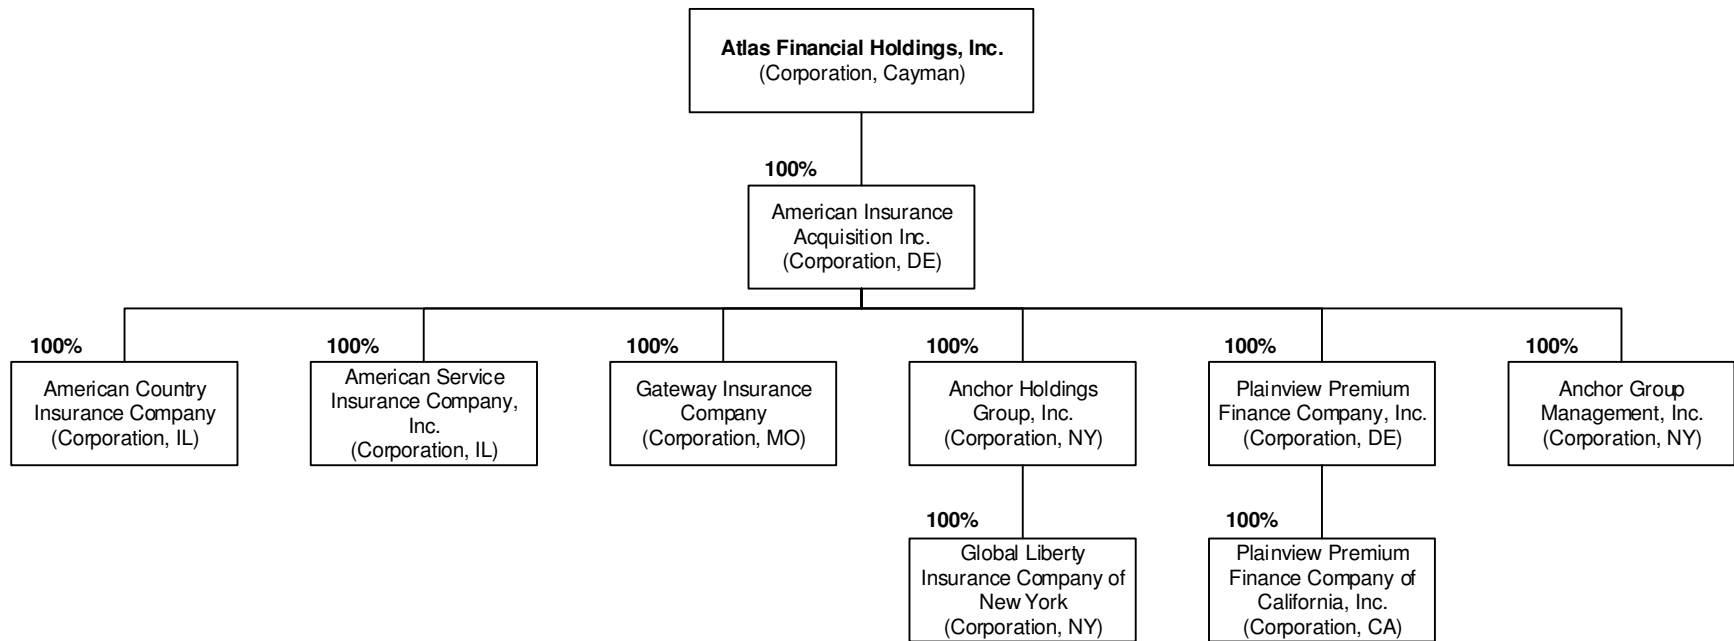 Atlas Financial Holdings, Inc.
(Corporation, Cayman)
100%
American Insurance
Acquisition Inc.
(Corporation, DE)
100%
American Country
Insurance Company
(Corporation, IL)
100%
American Service
Insurance Company,
Inc.
(Corporation, IL)
100%
Gateway Insurance
Company
(Corporation, MO)
100%
Anchor Holdings
Group, Inc.
(Corporation, NY)
100%
Plainview Premium
Finance Company, Inc.
(Corporation, DE)
100%
Anchor Group
Management, Inc.
(Corporation, NY)
100%
Global Liberty
Insurance Company of
New York
(Corporation, NY)
100%
Plainview Premium
Finance Company of
California, Inc.
(Corporation, CA)